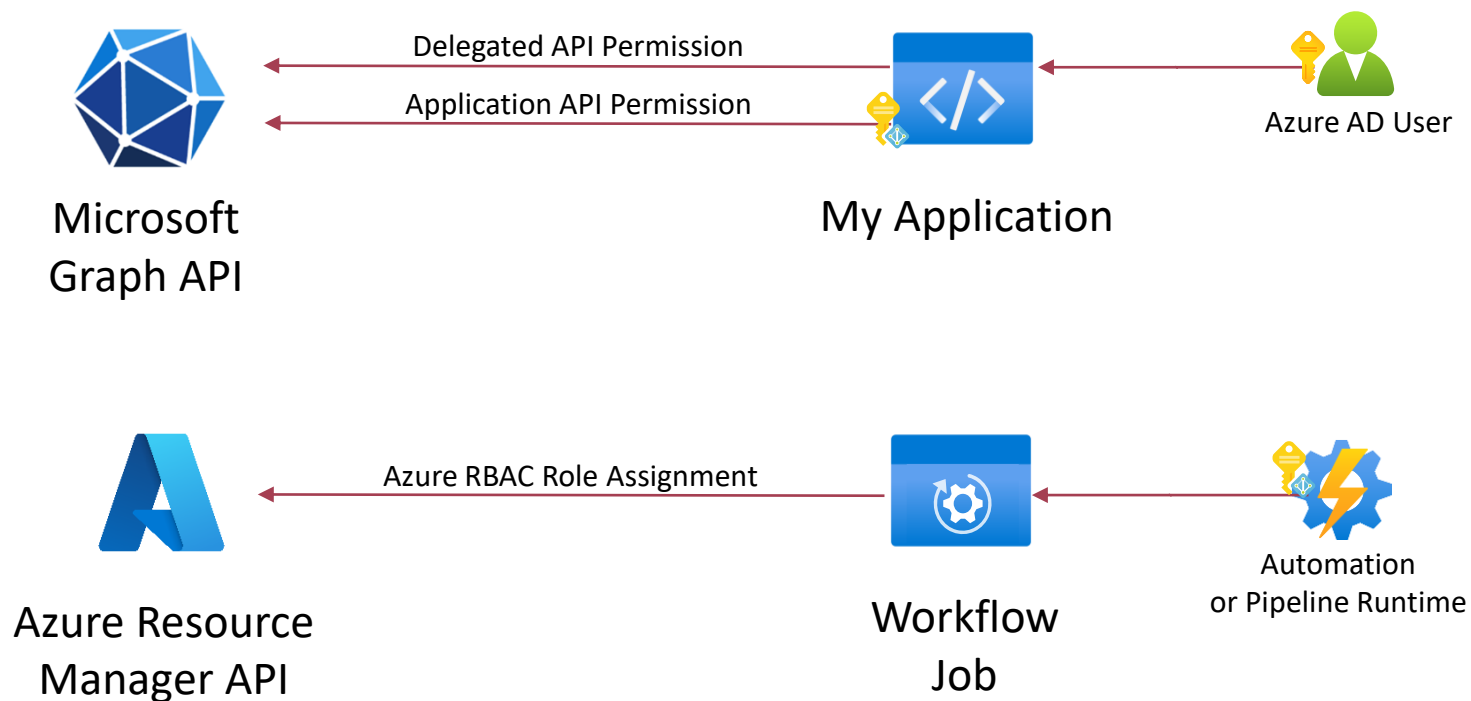 Delegated API Permission
Application API Permission
Azure AD User
Microsoft
Graph API
My Application
Azure RBAC Role Assignment
Automation
or Pipeline Runtime
Azure Resource
Manager API
Workflow
Job